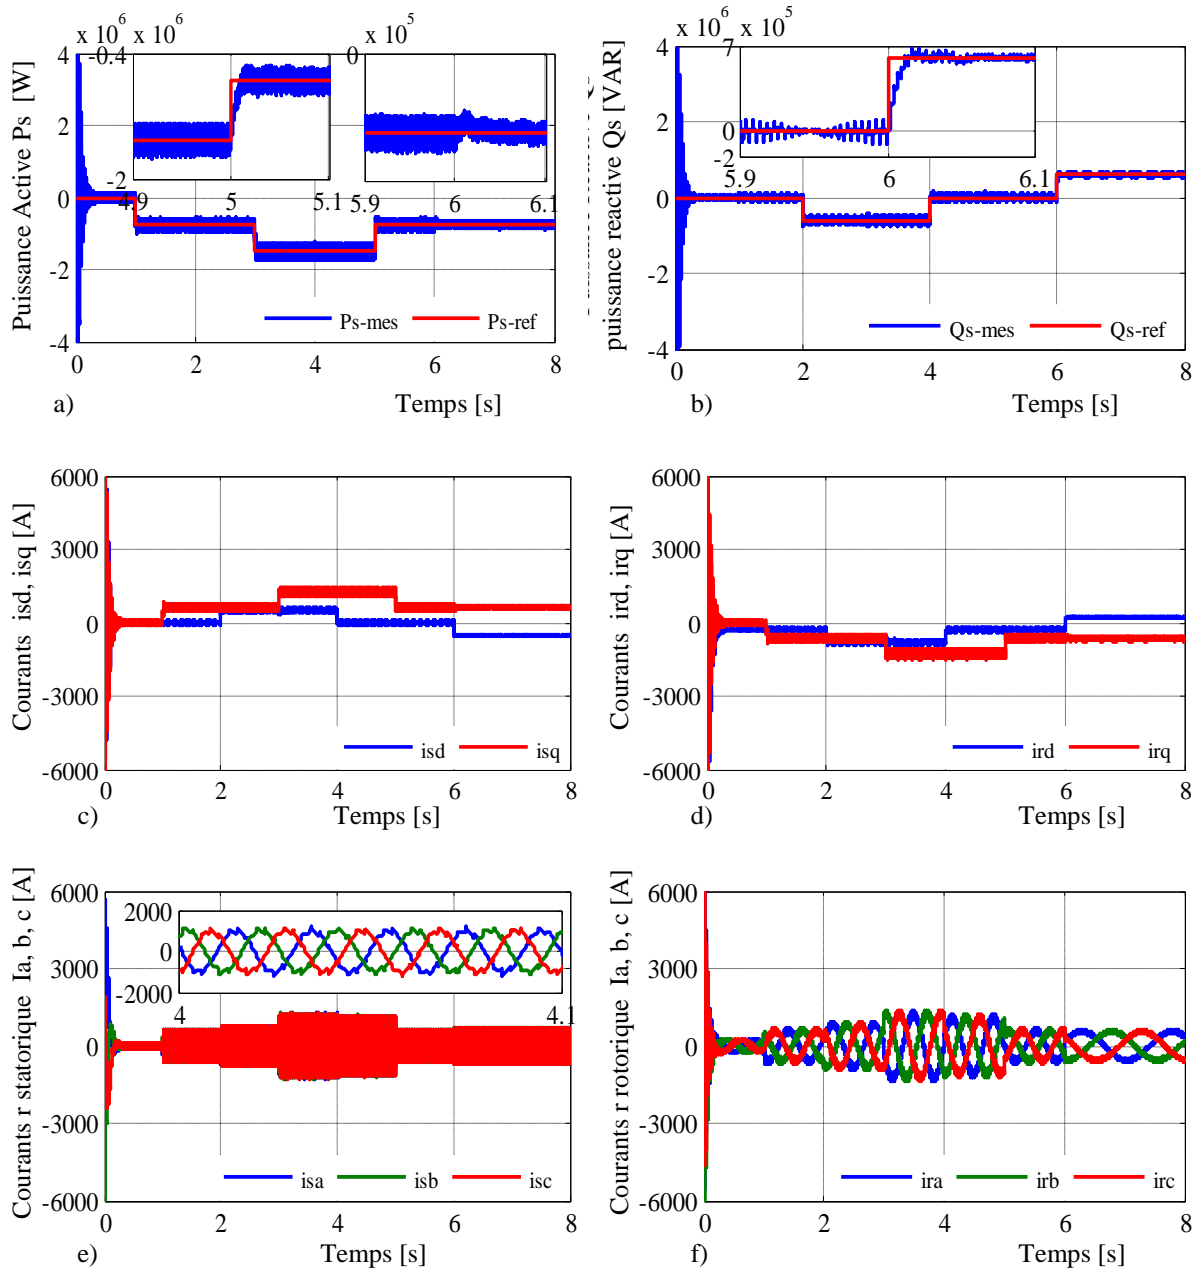 x 10^6 x 10^6
x 10^5
Puissance Active Ps [W]
4
2
0
-2
-4
-0.4
-2
4.9
5
5.1
0
5.9
6
6.1
Ps-mes
Ps-ref
0
2
4
6
8
a)
Temps [s]
x 10^6 x 10^5
puissance reactive Qs [VAR]
4
2
0
-2
-4
7
0
-2
5.9
6
6.1
Qs-mes
Qs-ref
0
2
4
6
8
b)
Temps [s]
Courants isd, isq [A]
6000
3000
0
-3000
-6000
isd
isq
0
2
4
6
8
c)
Temps [s]
Courants ird, irq [A]
6000
3000
0
-3000
-6000
ird
irq
0
2
4
6
8
d)
Temps [s]
Courants r statorique Ia, b, c [A]
6000
3000
0
-3000
-6000
2000
0
-2000
4
4.1
isa
isb
isc
0
2
4
6
8
e)
Temps [s]
Courants r rotorique Ia, b, c [A]
6000
3000
0
-3000
-6000
ira
irb
irc
0
2
4
6
8
f)
Temps [s]